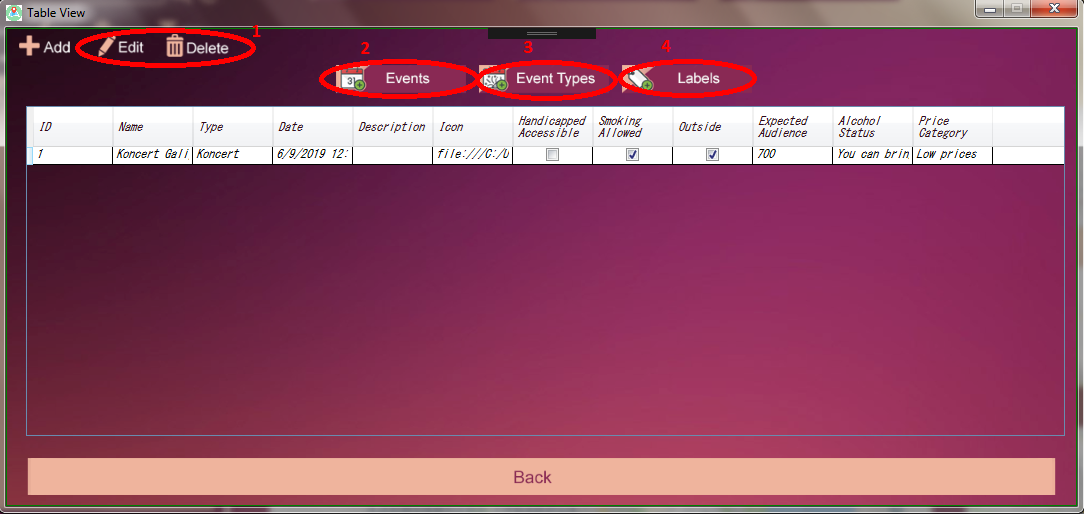 Table View
1
Add Edit Delete
2 3 4
31 Events Event Types Labels
ID Name Type Date Description Icon Handicapped Accessible Smoking Allowed Outside Expected Audience Alcohol Status Price Category
1 Koncert Gali Koncert 6/9/2019 12: file:///C:/U 700 You can brin Low prices
Back